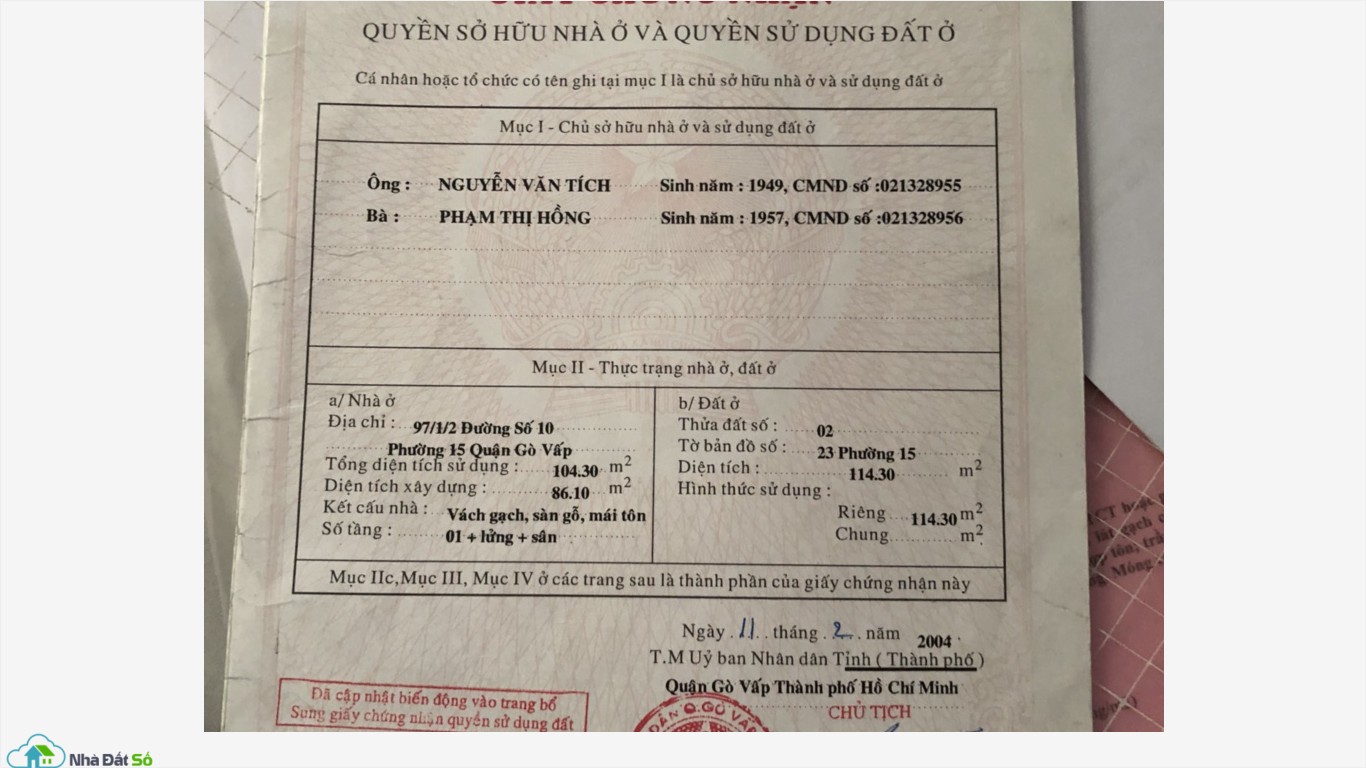 GIẤY CHỨNG NHẬN
QUYỀN SỞ HỮU NHÀ Ở VÀ QUYỀN SỬ DỤNG ĐẤT Ở
Cá nhân hoặc tổ chức có tên ghi tại mục I là chủ sở hữu nhà ở và sử dụng đất ở
Mục I - Chủ sở hữu nhà ở và sử dụng đất ở
Ông : NGUYỄN VĂN TÍCH Sinh năm : 1949, CMND số :021328955
Bà : PHẠM THỊ HỒNG Sinh năm : 1957, CMND số :021328956
Mục II - Thực trạng nhà ở, đất ở
a/ Nhà ở
Địa chỉ : 97/1/2 Đường Số 10
Phường 15 Quận Gò Vấp
Tổng diện tích sử dụng : 104.30 m²
Diện tích xây dựng : 86.10 m²
Kết cấu nhà : Vách gạch, sàn gỗ, mái tôn
Số tầng : 01 + lửng + sân
b/ Đất ở
Thửa đất số : 02
Tờ bản đồ số : 23 Phường 15
Diện tích : 114.30 m²
Hình thức sử dụng :
Riêng 114.30 m²
Chung m²
Mục IIc,Mục III, Mục IV ở các trang sau là thành phần của giấy chứng nhận này
Ngày 11 tháng 2 năm 2004
T.M Uỷ ban Nhân dân Tỉnh ( Thành phố )
Quận Gò Vấp Thành phố Hồ Chí Minh
CHỦ TỊCH
Đã cập nhật biến động vào trang bổ
Sung giấy chứng nhận quyền sử dụng đất
DÂN Q.GÒ VẤP
Nhà Đất Số